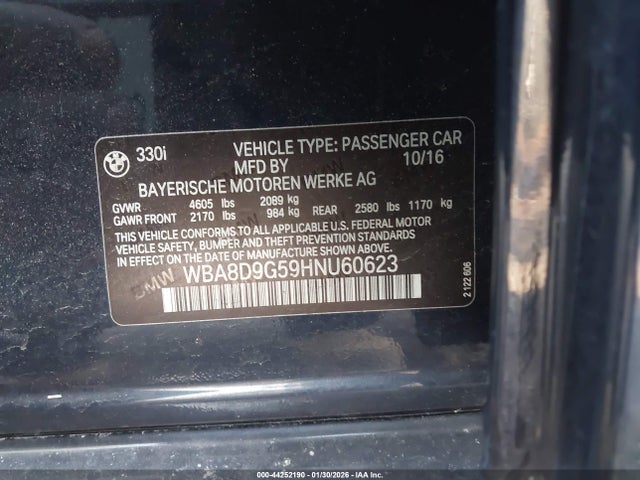 330i VEHICLE TYPE: PASSENGER CAR
MFD BY 10/16
BAYERISCHE MOTOREN WERKE AG
GVWR 4605 lbs 2089 kg
GAWR FRONT 2170 lbs 984 kg REAR 2580 lbs 1170 kg
THIS VEHICLE CONFORMS TO ALL APPLICABLE U.S. FEDERAL MOTOR
VEHICLE SAFETY, BUMPER, AND THEFT PREVENTION STANDARDS
IN EFFECT ON THE DATE OF MANUFACTURE SHOWN ABOVE.
WBA8D9G59HNU60623
BMW
2 122 606
000-44252190 - 01/30/2026 - IAAI.COM